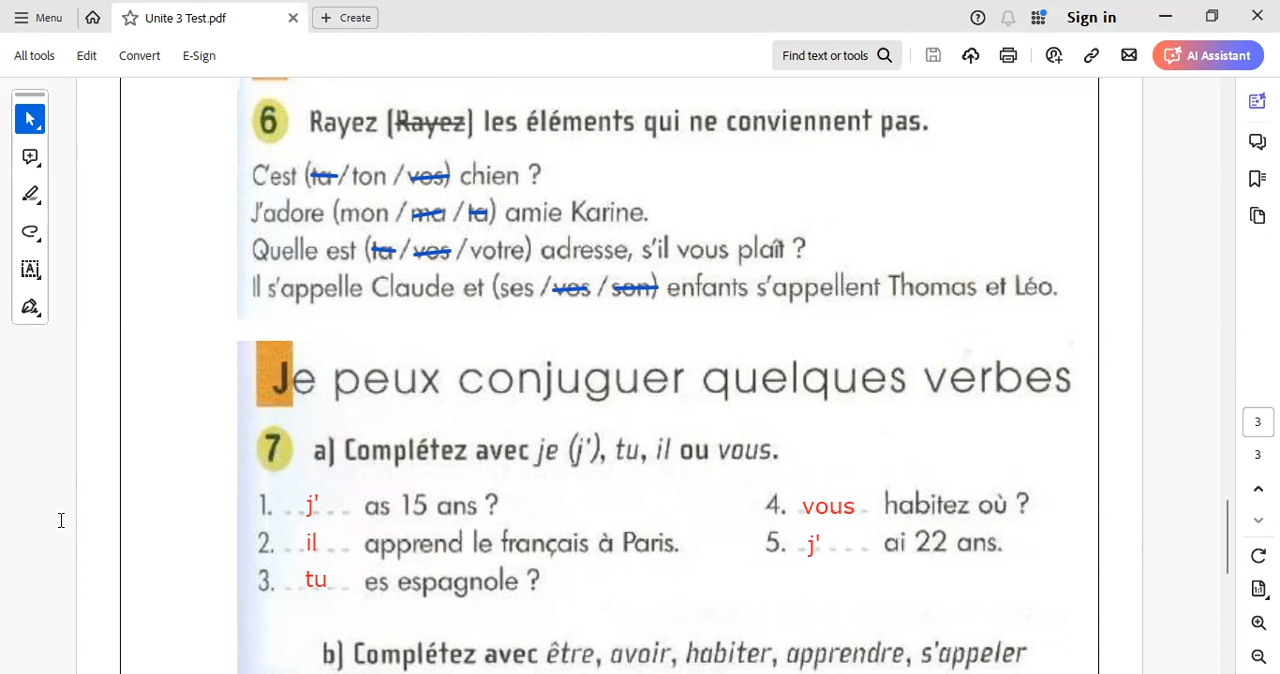 Menu
Unite 3 Test.pdf
Create
Sign in
All tools
Edit
Convert
E-Sign
Find text or tools
AI Assistant
6 Rayez (Rayez) les éléments qui ne conviennent pas.
C'est (ta / ton / vos) chien ?
J'adore (mon / ma / ta) amie Karine.
Quelle est (ta / vos / votre) adresse, s'il vous plaît ?
Il s'appelle Claude et (ses / vos / son) enfants s'appellent Thomas et Léo.
Je peux conjuguer quelques verbes
7 a) Complétez avec je (j'), tu, il ou vous.
1. j' as 15 ans ?
2. il apprend le français à Paris.
3. tu es espagnole ?
4. vous habitez où ?
5. j' ai 22 ans.
b) Complétez avec être, avoir, habiter, apprendre, s'appeler
3
3